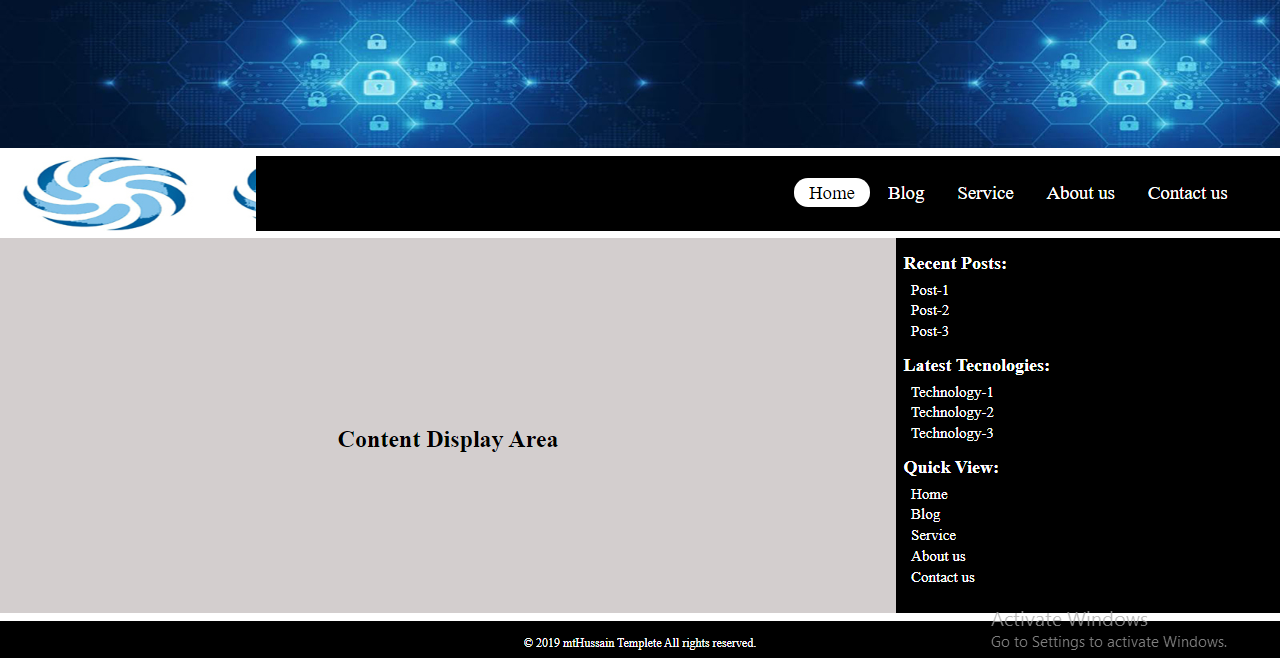 Home Blog Service About us Contact us
Content Display Area
Recent Posts:
Post-1
Post-2
Post-3
Latest Tecnologies:
Technology-1
Technology-2
Technology-3
Quick View:
Home
Blog
Service
About us
Contact us
Activate Windows
Go to Settings to activate Windows.
© 2019 mtHussain Templete All rights reserved.